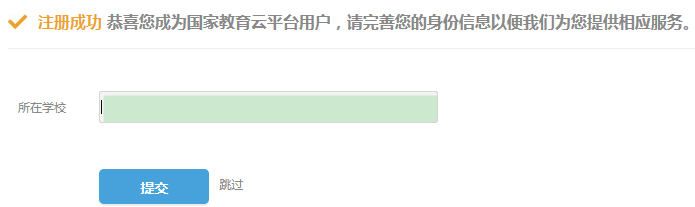 注册成功 恭喜您成为国家教育云平台用户，请完善您的身份信息以便我们为您提供相应服务。
所在学校
提交 跳过